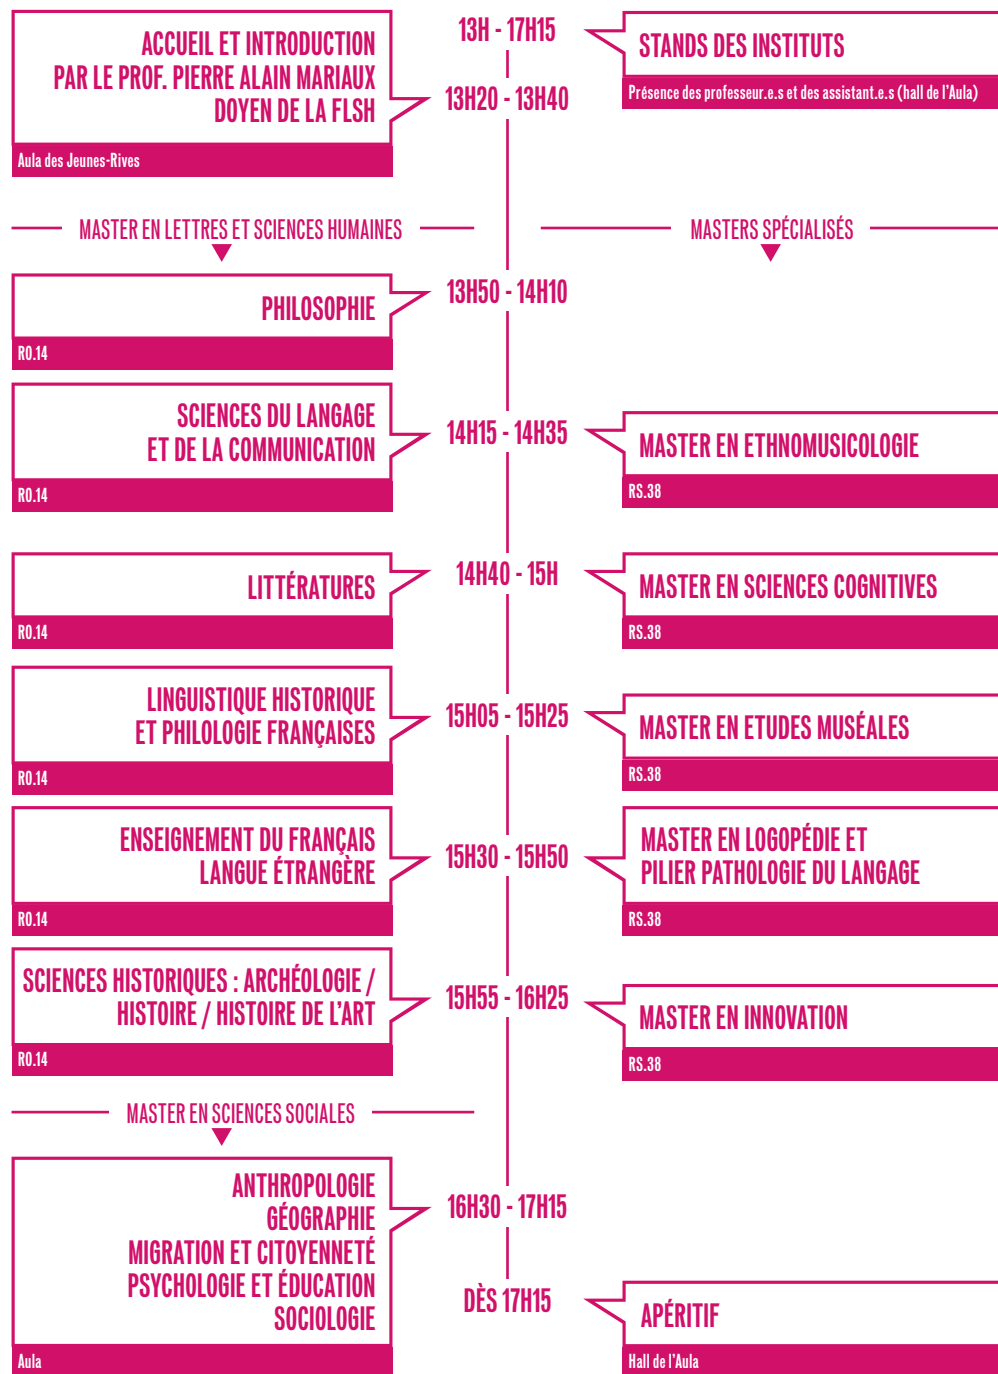 13H - 17H15
STANDS DES INSTITUTS
Présence des professeur.e.s et des assistant.e.s (hall de l'Aula)
ACCUEIL ET INTRODUCTION
PAR LE PROF. PIERRE ALAIN MARIAUX
DOYEN DE LA FLSH
Aula des Jeunes-Rives
13H20 - 13H40
MASTER EN LETTRES ET SCIENCES HUMAINES
MASTERS SPÉCIALISÉS
PHILOSOPHIE
R0.14
13H50 - 14H10
SCIENCES DU LANGAGE
ET DE LA COMMUNICATION
R0.14
14H15 - 14H35
MASTER EN ETHNOMUSICOLOGIE
RS.38
LITTÉRATURES
R0.14
14H40 - 15H
MASTER EN SCIENCES COGNITIVES
RS.38
LINGUISTIQUE HISTORIQUE
ET PHILOLOGIE FRANÇAISES
R0.14
15H05 - 15H25
MASTER EN ETUDES MUSÉALES
RS.38
ENSEIGNEMENT DU FRANÇAIS
LANGUE ÉTRANGÈRE
R0.14
15H30 - 15H50
MASTER EN LOGOPÉDIE ET
PILIER PATHOLOGIE DU LANGAGE
RS.38
SCIENCES HISTORIQUES : ARCHÉOLOGIE /
HISTOIRE / HISTOIRE DE L'ART
R0.14
15H55 - 16H25
MASTER EN INNOVATION
RS.38
MASTER EN SCIENCES SOCIALES
ANTHROPOLOGIE
GÉOGRAPHIE
MIGRATION ET CITOYENNETÉ
PSYCHOLOGIE ET ÉDUCATION
SOCIOLOGIE
Aula
16H30 - 17H15
DÈS 17H15
APÉRITIF
Hall de l'Aula